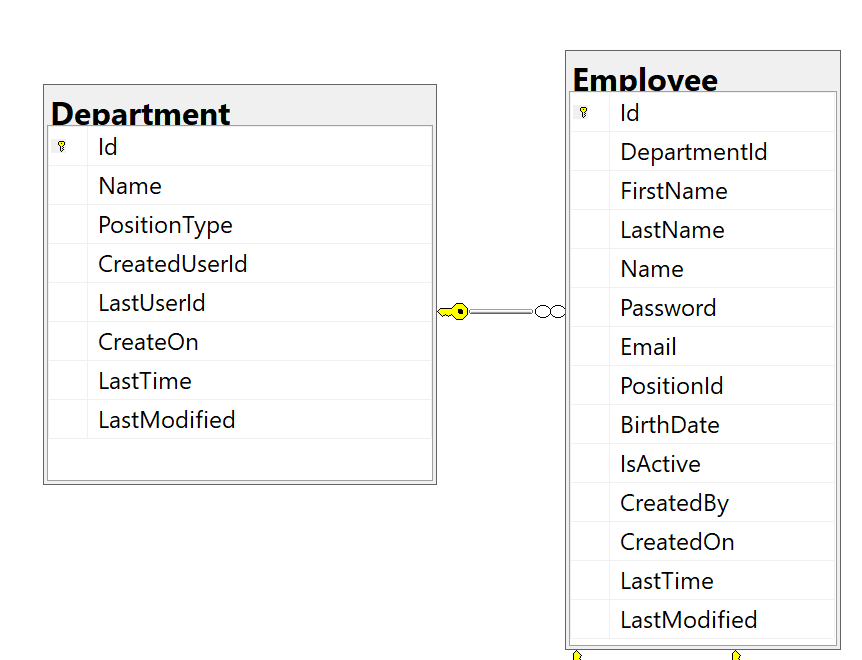 Department
Id
Name
PositionType
CreatedUserId
LastUserId
CreateOn
LastTime
LastModified
Employee
Id
DepartmentId
FirstName
LastName
Name
Password
Email
PositionId
BirthDate
IsActive
CreatedBy
CreatedOn
LastTime
LastModified